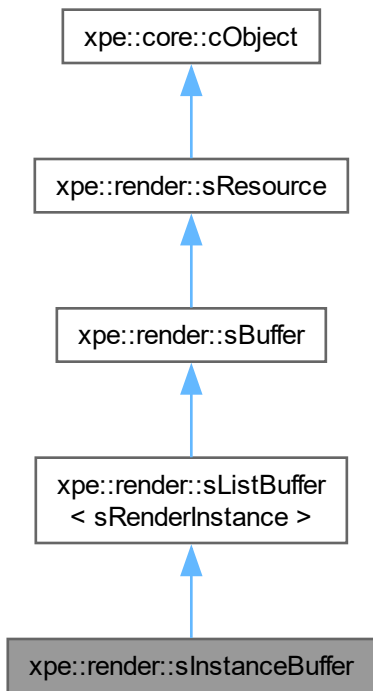 xpe::core::cObject
xpe::render::sResource
xpe::render::sBuffer
xpe::render::sListBuffer
< sRenderInstance >
xpe::render::sInstanceBuffer